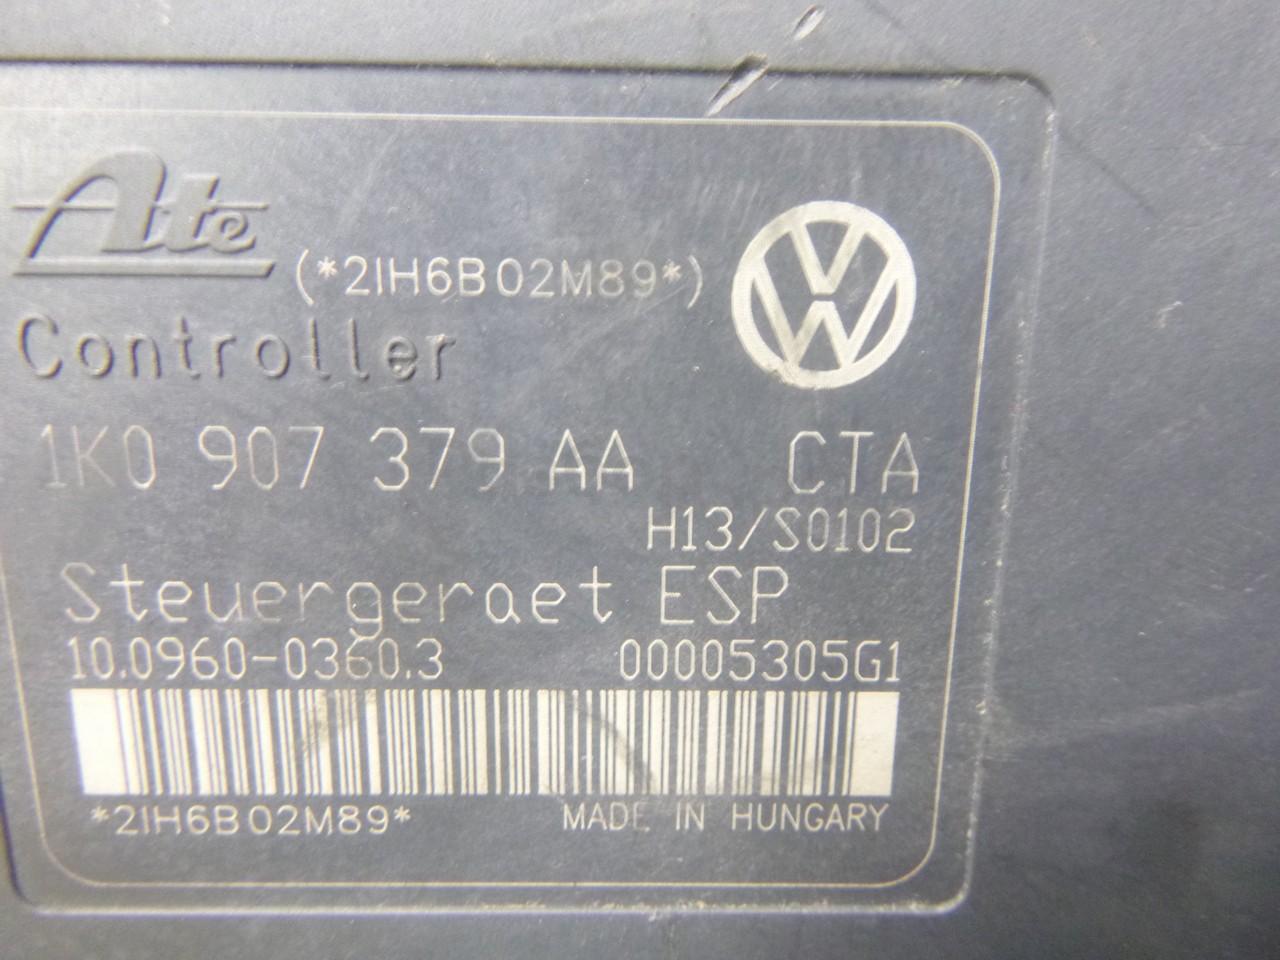 Ate
(*2IH6B02M89*)
Controller
1K0 907 379 AA CTA
H13/S0102
Steuergeraet ESP
10.0960-0360.3 00005305G1
*2IH6B02M89* MADE IN HUNGARY